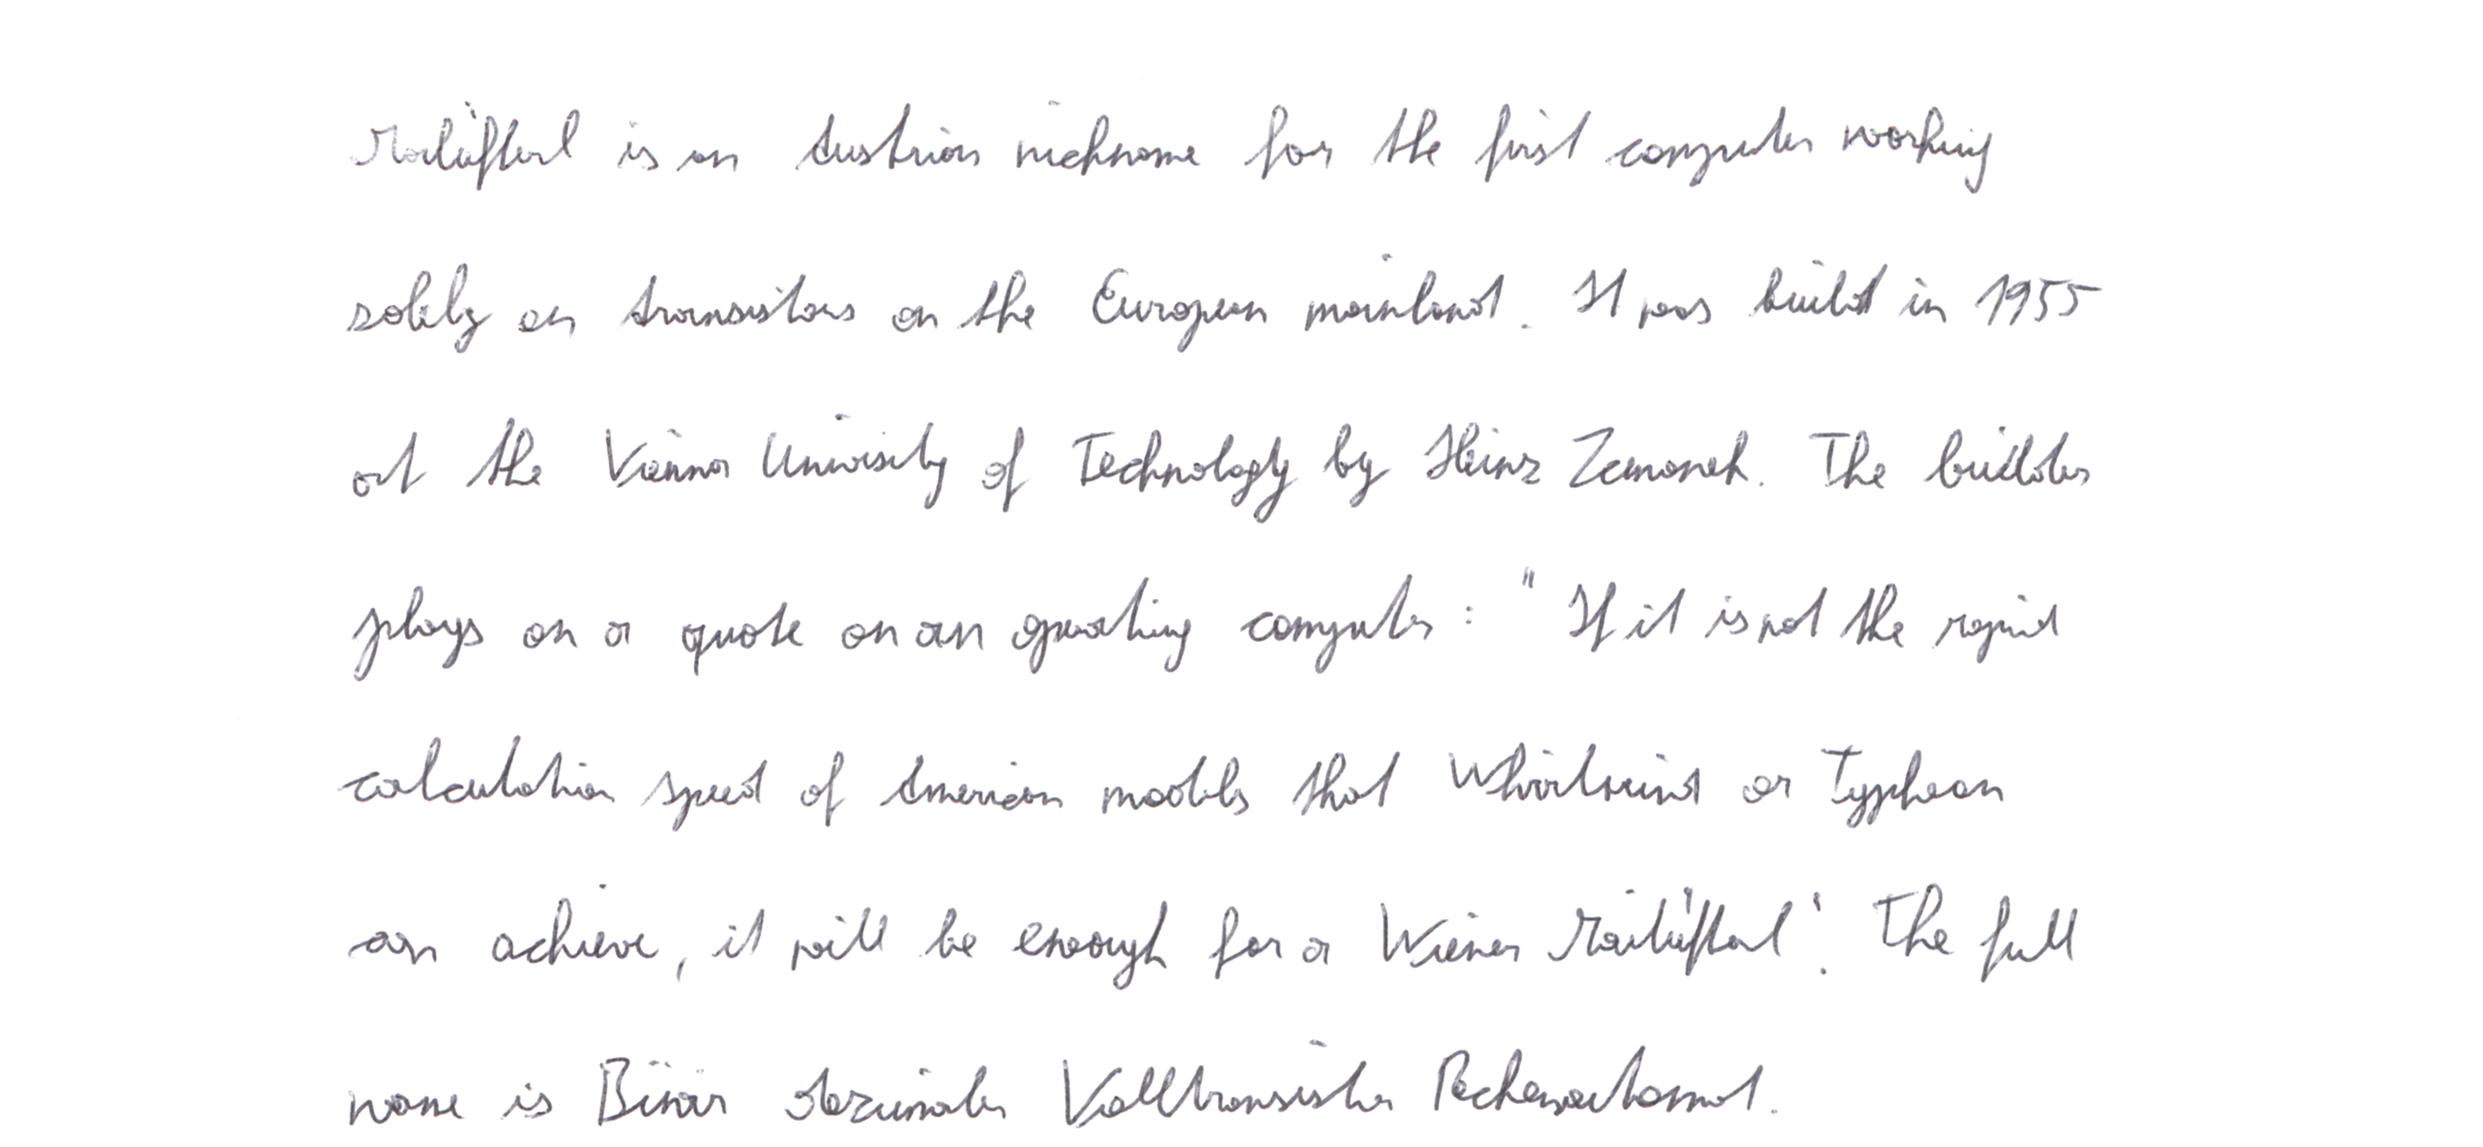 Mailüfterl is an Austrian nickname for the first computer working
solely on transistors on the European mainland. It was build in 1955
at the Vienna University of Technology by Heinz Zemanek. The builder
plays on a quote on an operating computer: "If it is not the rapid
calculation speed of American models that Whirlwind or Typhoon
can achieve, it will be enough for a Wiener Mailüfterl". The full
name is Binär dezimaler Volltransistor Rechenautomat.